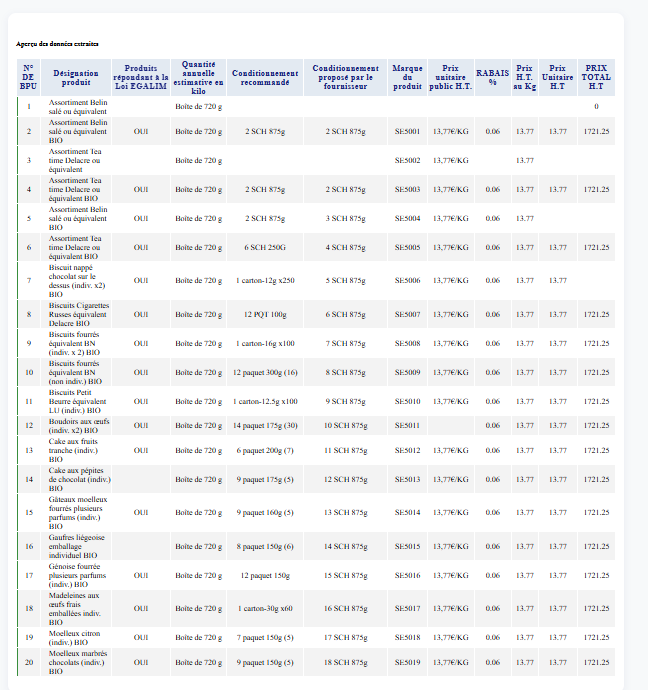 Aperçu des données extraites
N° DE BPU | Désignation produit | Produits répondant à la Loi EGALIM | Quantité annuelle estimative en kilo | Conditionnement recommandé | Conditionnement proposé par le fournisseur | Marque du produit | Prix unitaire public H.T. | RABAIS % | Prix H.T. au Kg | Prix Unitaire H.T | PRIX TOTAL H.T
1 | Assortiment Belin salé ou équivalent | | Boîte de 720 g | | | | | | | | 0
2 | Assortiment Belin salé ou équivalent BIO | OUI | Boîte de 720 g | 2 SCH 875g | 2 SCH 875g | SE5001 | 13,77€/KG | 0.06 | 13.77 | 13.77 | 1721.25
3 | Assortiment Tea time Delacre ou équivalent | | Boîte de 720 g | | | SE5002 | 13,77€/KG | | 13.77 | |
4 | Assortiment Tea time Delacre ou équivalent BIO | OUI | Boîte de 720 g | 2 SCH 875g | 2 SCH 875g | SE5003 | 13,77€/KG | 0.06 | 13.77 | 13.77 | 1721.25
5 | Assortiment Belin salé ou équivalent BIO | OUI | Boîte de 720 g | 2 SCH 875g | 3 SCH 875g | SE5004 | 13,77€/KG | 0.06 | 13.77 | |
6 | Assortiment Tea time Delacre ou équivalent BIO | OUI | Boîte de 720 g | 6 SCH 250G | 4 SCH 875g | SE5005 | 13,77€/KG | 0.06 | 13.77 | 13.77 | 1721.25
7 | Biscuit nappé chocolat sur le dessus (indiv. x2) BIO | OUI | Boîte de 720 g | 1 carton-12g x250 | 5 SCH 875g | SE5006 | 13,77€/KG | 0.06 | 13.77 | 13.77 |
8 | Biscuits Cigarettes Russes équivalent Delacre BIO | OUI | Boîte de 720 g | 12 PQT 100g | 6 SCH 875g | SE5007 | 13,77€/KG | 0.06 | 13.77 | 13.77 | 1721.25
9 | Biscuits fourrés équivalent BN (indiv. x 2) BIO | OUI | Boîte de 720 g | 1 carton-16g x100 | 7 SCH 875g | SE5008 | 13,77€/KG | 0.06 | 13.77 | 13.77 | 1721.25
10 | Biscuits fourrés équivalent BN (non indiv.) BIO | OUI | Boîte de 720 g | 12 paquet 300g (16) | 8 SCH 875g | SE5009 | 13,77€/KG | 0.06 | 13.77 | 13.77 | 1721.25
11 | Biscuits Petit Beurre équivalent LU (indiv.) BIO | OUI | Boîte de 720 g | 1 carton-12.5g x100 | 9 SCH 875g | SE5010 | 13,77€/KG | 0.06 | 13.77 | 13.77 | 1721.25
12 | Boudoirs aux œufs (indiv. x2) BIO | OUI | Boîte de 720 g | 14 paquet 175g (30) | 10 SCH 875g | SE5011 | | 0.06 | 13.77 | 13.77 | 1721.25
13 | Cake aux fruits tranche (indiv.) BIO | OUI | Boîte de 720 g | 6 paquet 200g (7) | 11 SCH 875g | SE5012 | 13,77€/KG | 0.06 | 13.77 | 13.77 | 1721.25
14 | Cake aux pépites de chocolat (indiv.) BIO | | Boîte de 720 g | 9 paquet 175g (5) | 12 SCH 875g | SE5013 | 13,77€/KG | 0.06 | 13.77 | 13.77 | 1721.25
15 | Gâteaux moelleux fourrés plusieurs parfums (indiv.) BIO | OUI | Boîte de 720 g | 9 paquet 160g (5) | 13 SCH 875g | SE5014 | 13,77€/KG | 0.06 | 13.77 | 13.77 | 1721.25
16 | Gaufres liégeoise emballage individuel BIO | | Boîte de 720 g | 8 paquet 150g (6) | 14 SCH 875g | SE5015 | 13,77€/KG | 0.06 | 13.77 | 13.77 | 1721.25
17 | Génoise fourrée plusieurs parfums (indiv.) BIO | OUI | Boîte de 720 g | 12 paquet 150g | 15 SCH 875g | SE5016 | 13,77€/KG | 0.06 | 13.77 | 13.77 | 1721.25
18 | Madeleines aux œufs frais emballées indiv. BIO | OUI | Boîte de 720 g | 1 carton-30g x60 | 16 SCH 875g | SE5017 | 13,77€/KG | 0.06 | 13.77 | 13.77 | 1721.25
19 | Moelleux citron (indiv.) BIO | OUI | Boîte de 720 g | 7 paquet 150g (5) | 17 SCH 875g | SE5018 | 13,77€/KG | 0.06 | 13.77 | 13.77 | 1721.25
20 | Moelleux marbrés chocolats (indiv.) BIO | OUI | Boîte de 720 g | 9 paquet 150g (5) | 18 SCH 875g | SE5019 | 13,77€/KG | 0.06 | 13.77 | 13.77 | 1721.25